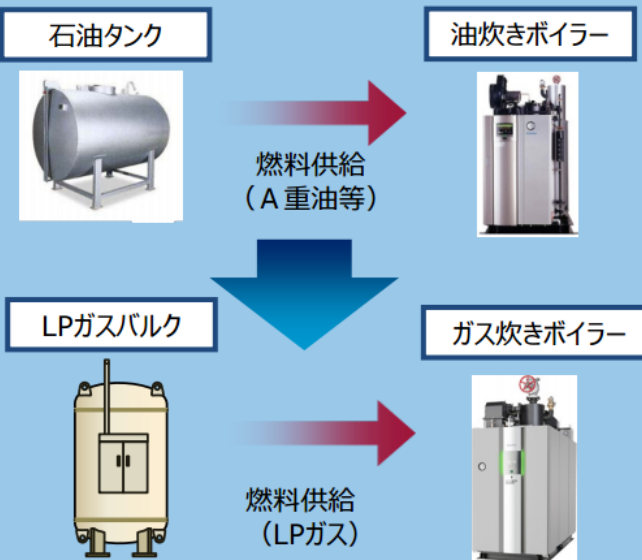 石油タンク
油炊きボイラー
燃料供給
（A重油等）
LPガスバルク
ガス炊きボイラー
燃料供給
（LPガス）